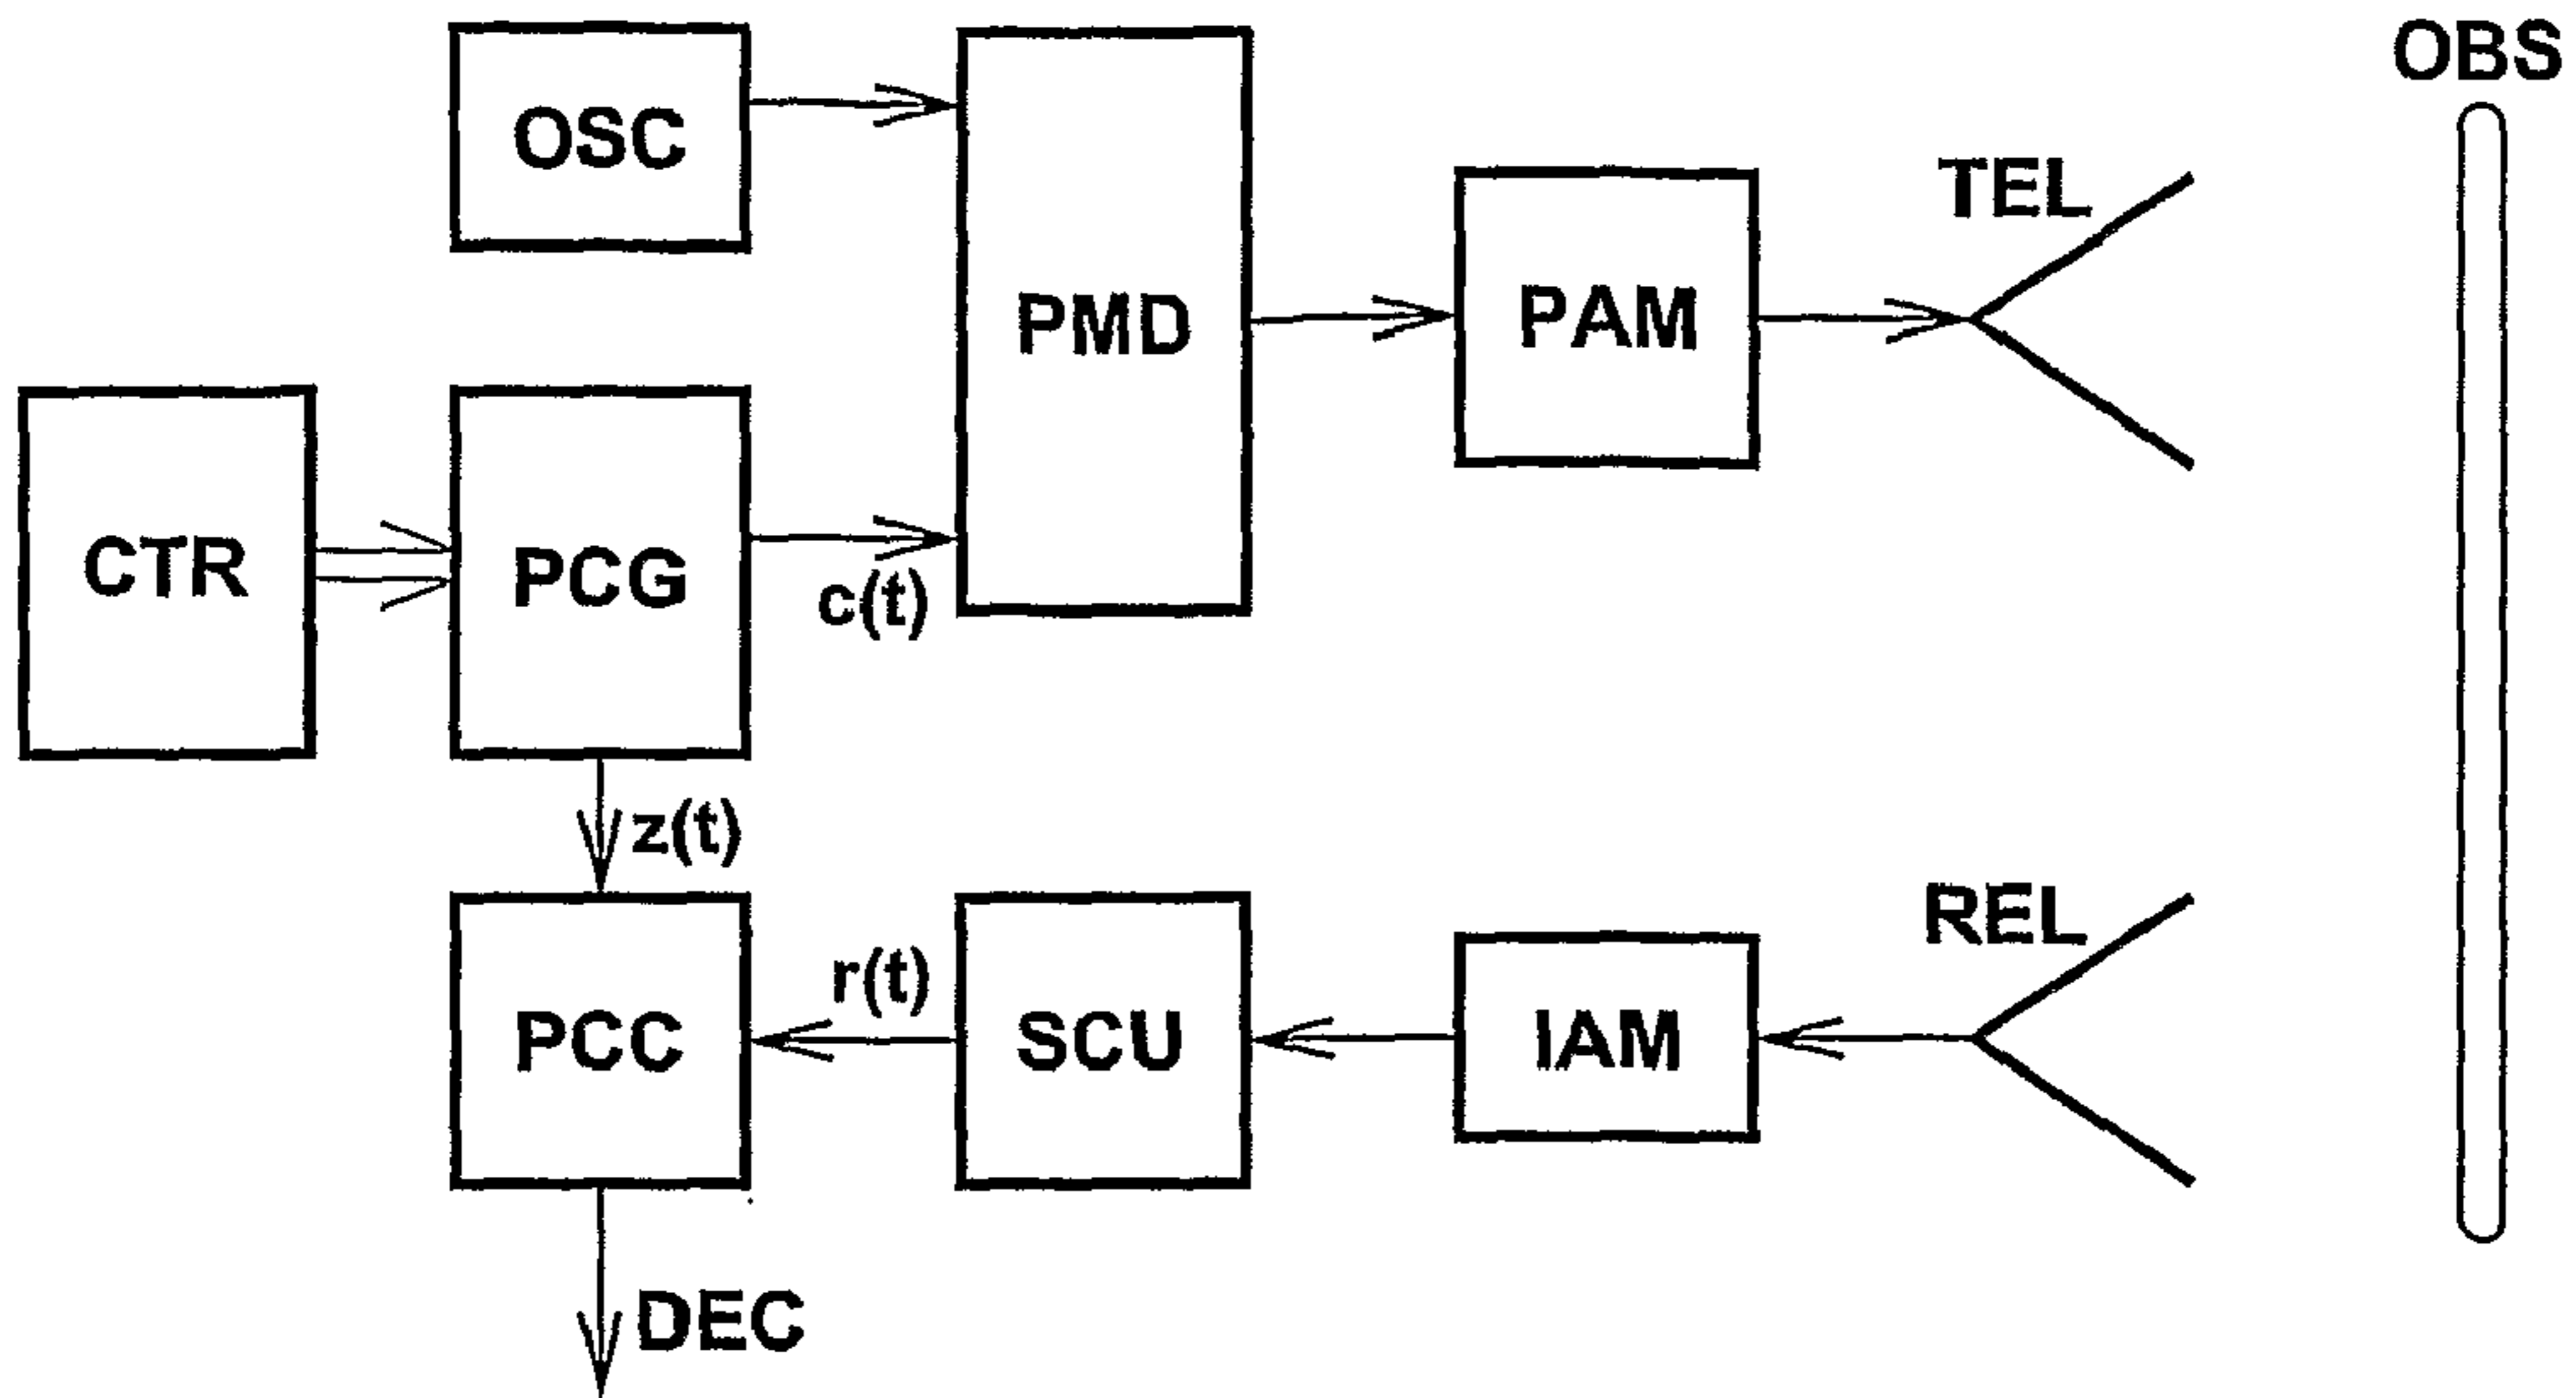 OBS
OSC
TEL
PMD
PAM
CTR
PCG
c(t)
z(t)
REL
r(t)
PCC
SCU
IAM
DEC